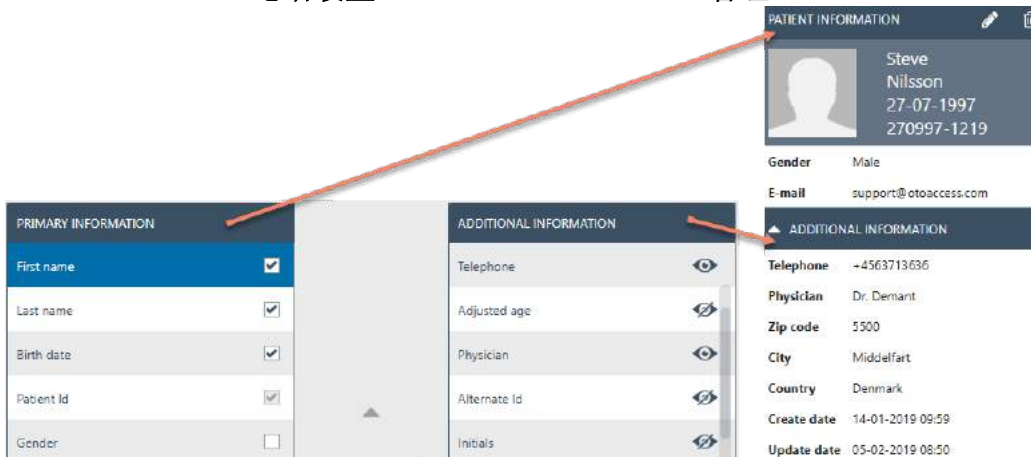 PATIENT INFORMATION
Steve
Nilsson
27-07-1997
270997-1219
Gender Male
E-mail support@otoaccess.com
ADDITIONAL INFORMATION
Telephone +4563713636
Physician Dr. Demant
Zip code 5500
City Middelfart
Country Denmark
Create date 14-01-2019 09:59
Update date 05-02-2019 08:50
PRIMARY INFORMATION
First name
Last name
Birth date
Patient Id
Gender
ADDITIONAL INFORMATION
Telephone
Adjusted age
Physician
Alternate Id
Initials